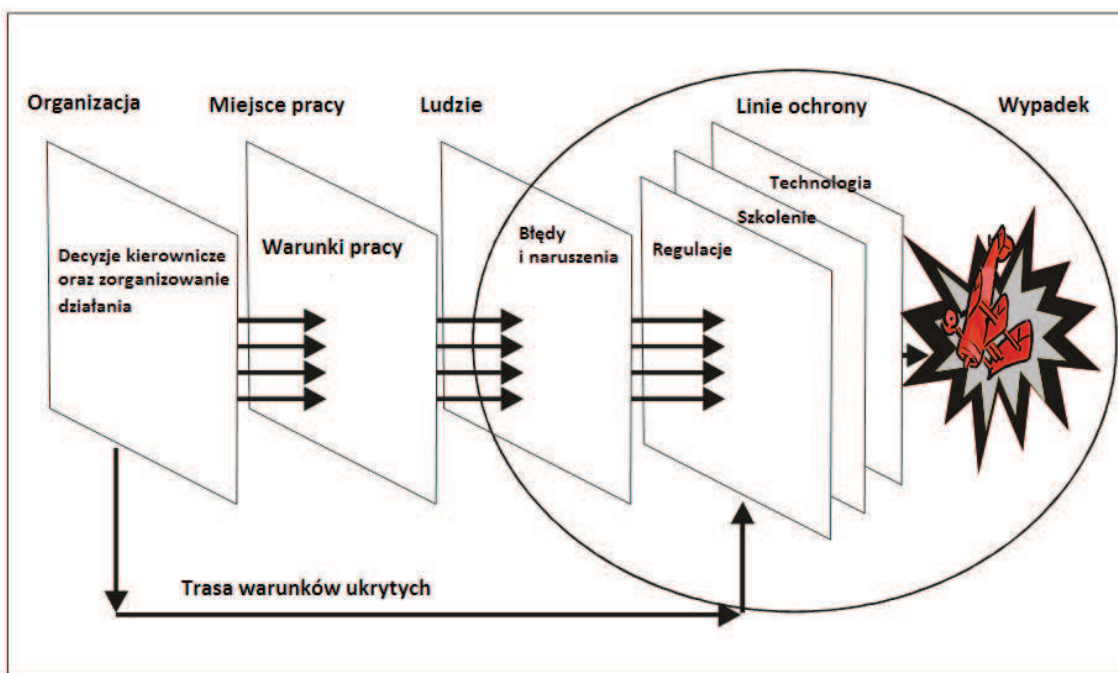 Organizacja
Miejsce pracy
Ludzie
Linie ochrony
Wypadek
Decyzje kierownicze
oraz zorganizowanie
działania
Warunki pracy
Błędy
i naruszenia
Regulacje
Szkolenie
Technologia
Trasa warunków ukrytych